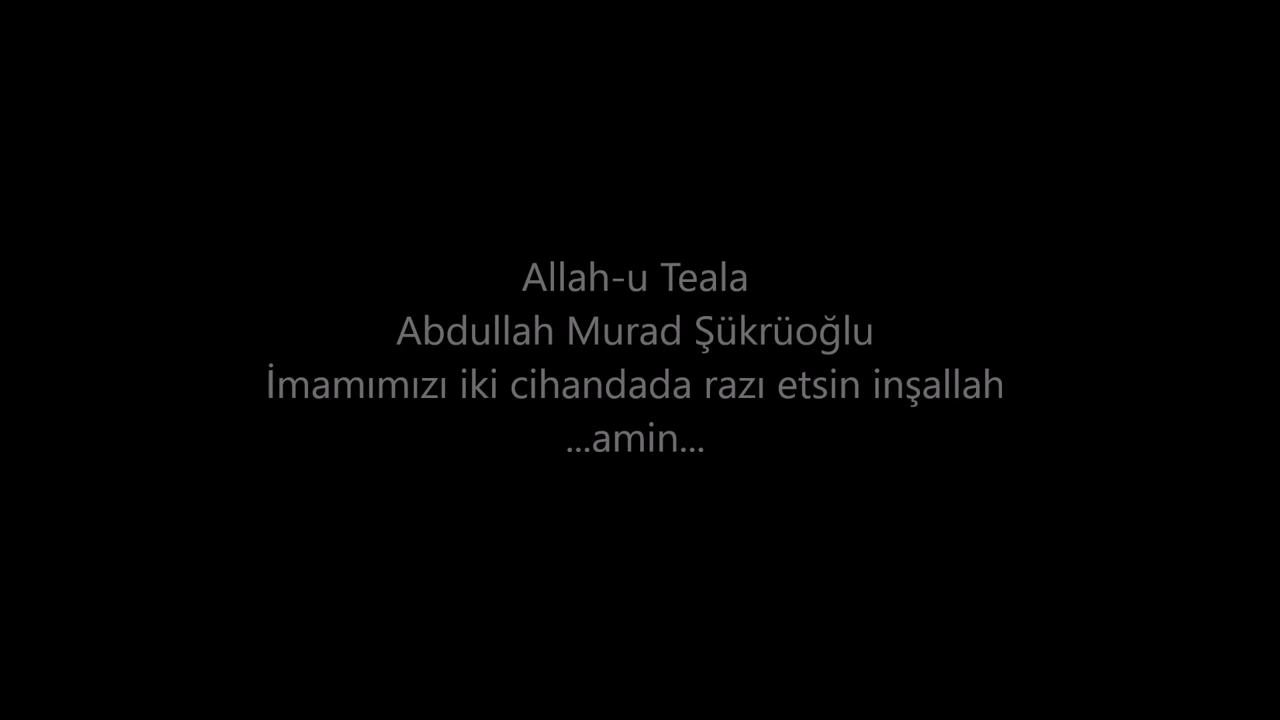 Allah-u Teala
Abdullah Murad Şükrüoğlu
İmamımızı iki cihandada razı etsin inşallah
...amin...